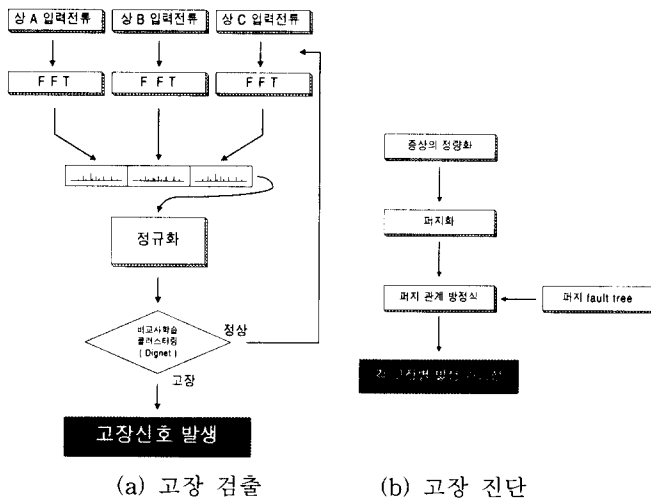 상 A 입력전류
상 B 입력전류
상 C 입력전류
F F T
F F T
F F T
정규화
비교사학습
클러스타링
( Dignet )
정상
고장
고장신호 발생
(a) 고장 검출
증상의 정량화
퍼지화
퍼지 관계 방정식
퍼지 fault tree
발생
(b) 고장 진단